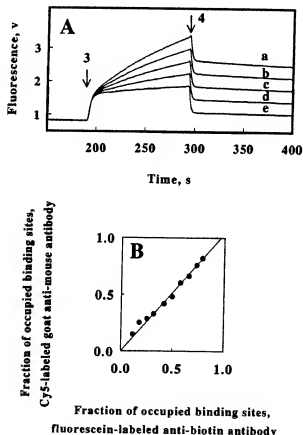 A
3
4
Fluorescence, v
3
2
1
a
b
c
d
e
200 250 300 350 400
Time, s
B
Fraction of occupied binding sites,
Cy5-labeled goat anti-mouse antibody
1.0
0.5
0.0
0.0 0.5 1.0
Fraction of occupied binding sites,
fluorescein-labeled anti-biotin antibody